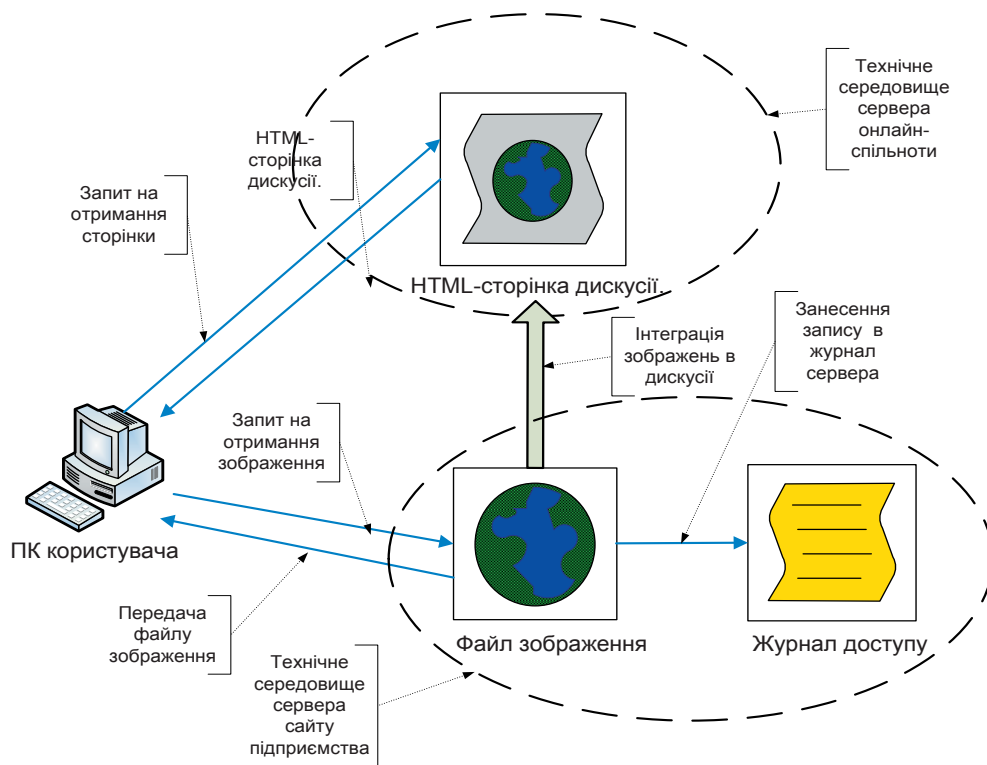 Технічне
середовище
сервера
онлайн-
спільноти
HTML-
сторінка
дискусії.
Запит на
отримання
сторінки
HTML-сторінка дискусії.
Інтеграція
зображень в
дискусії
Занесення
запису в
журнал
сервера
Запит на
отримання
зображення
ПК користувача
Передача
файлу
зображення
Файл зображення
Журнал доступу
Технічне
середовище
сервера
сайту
підприємства